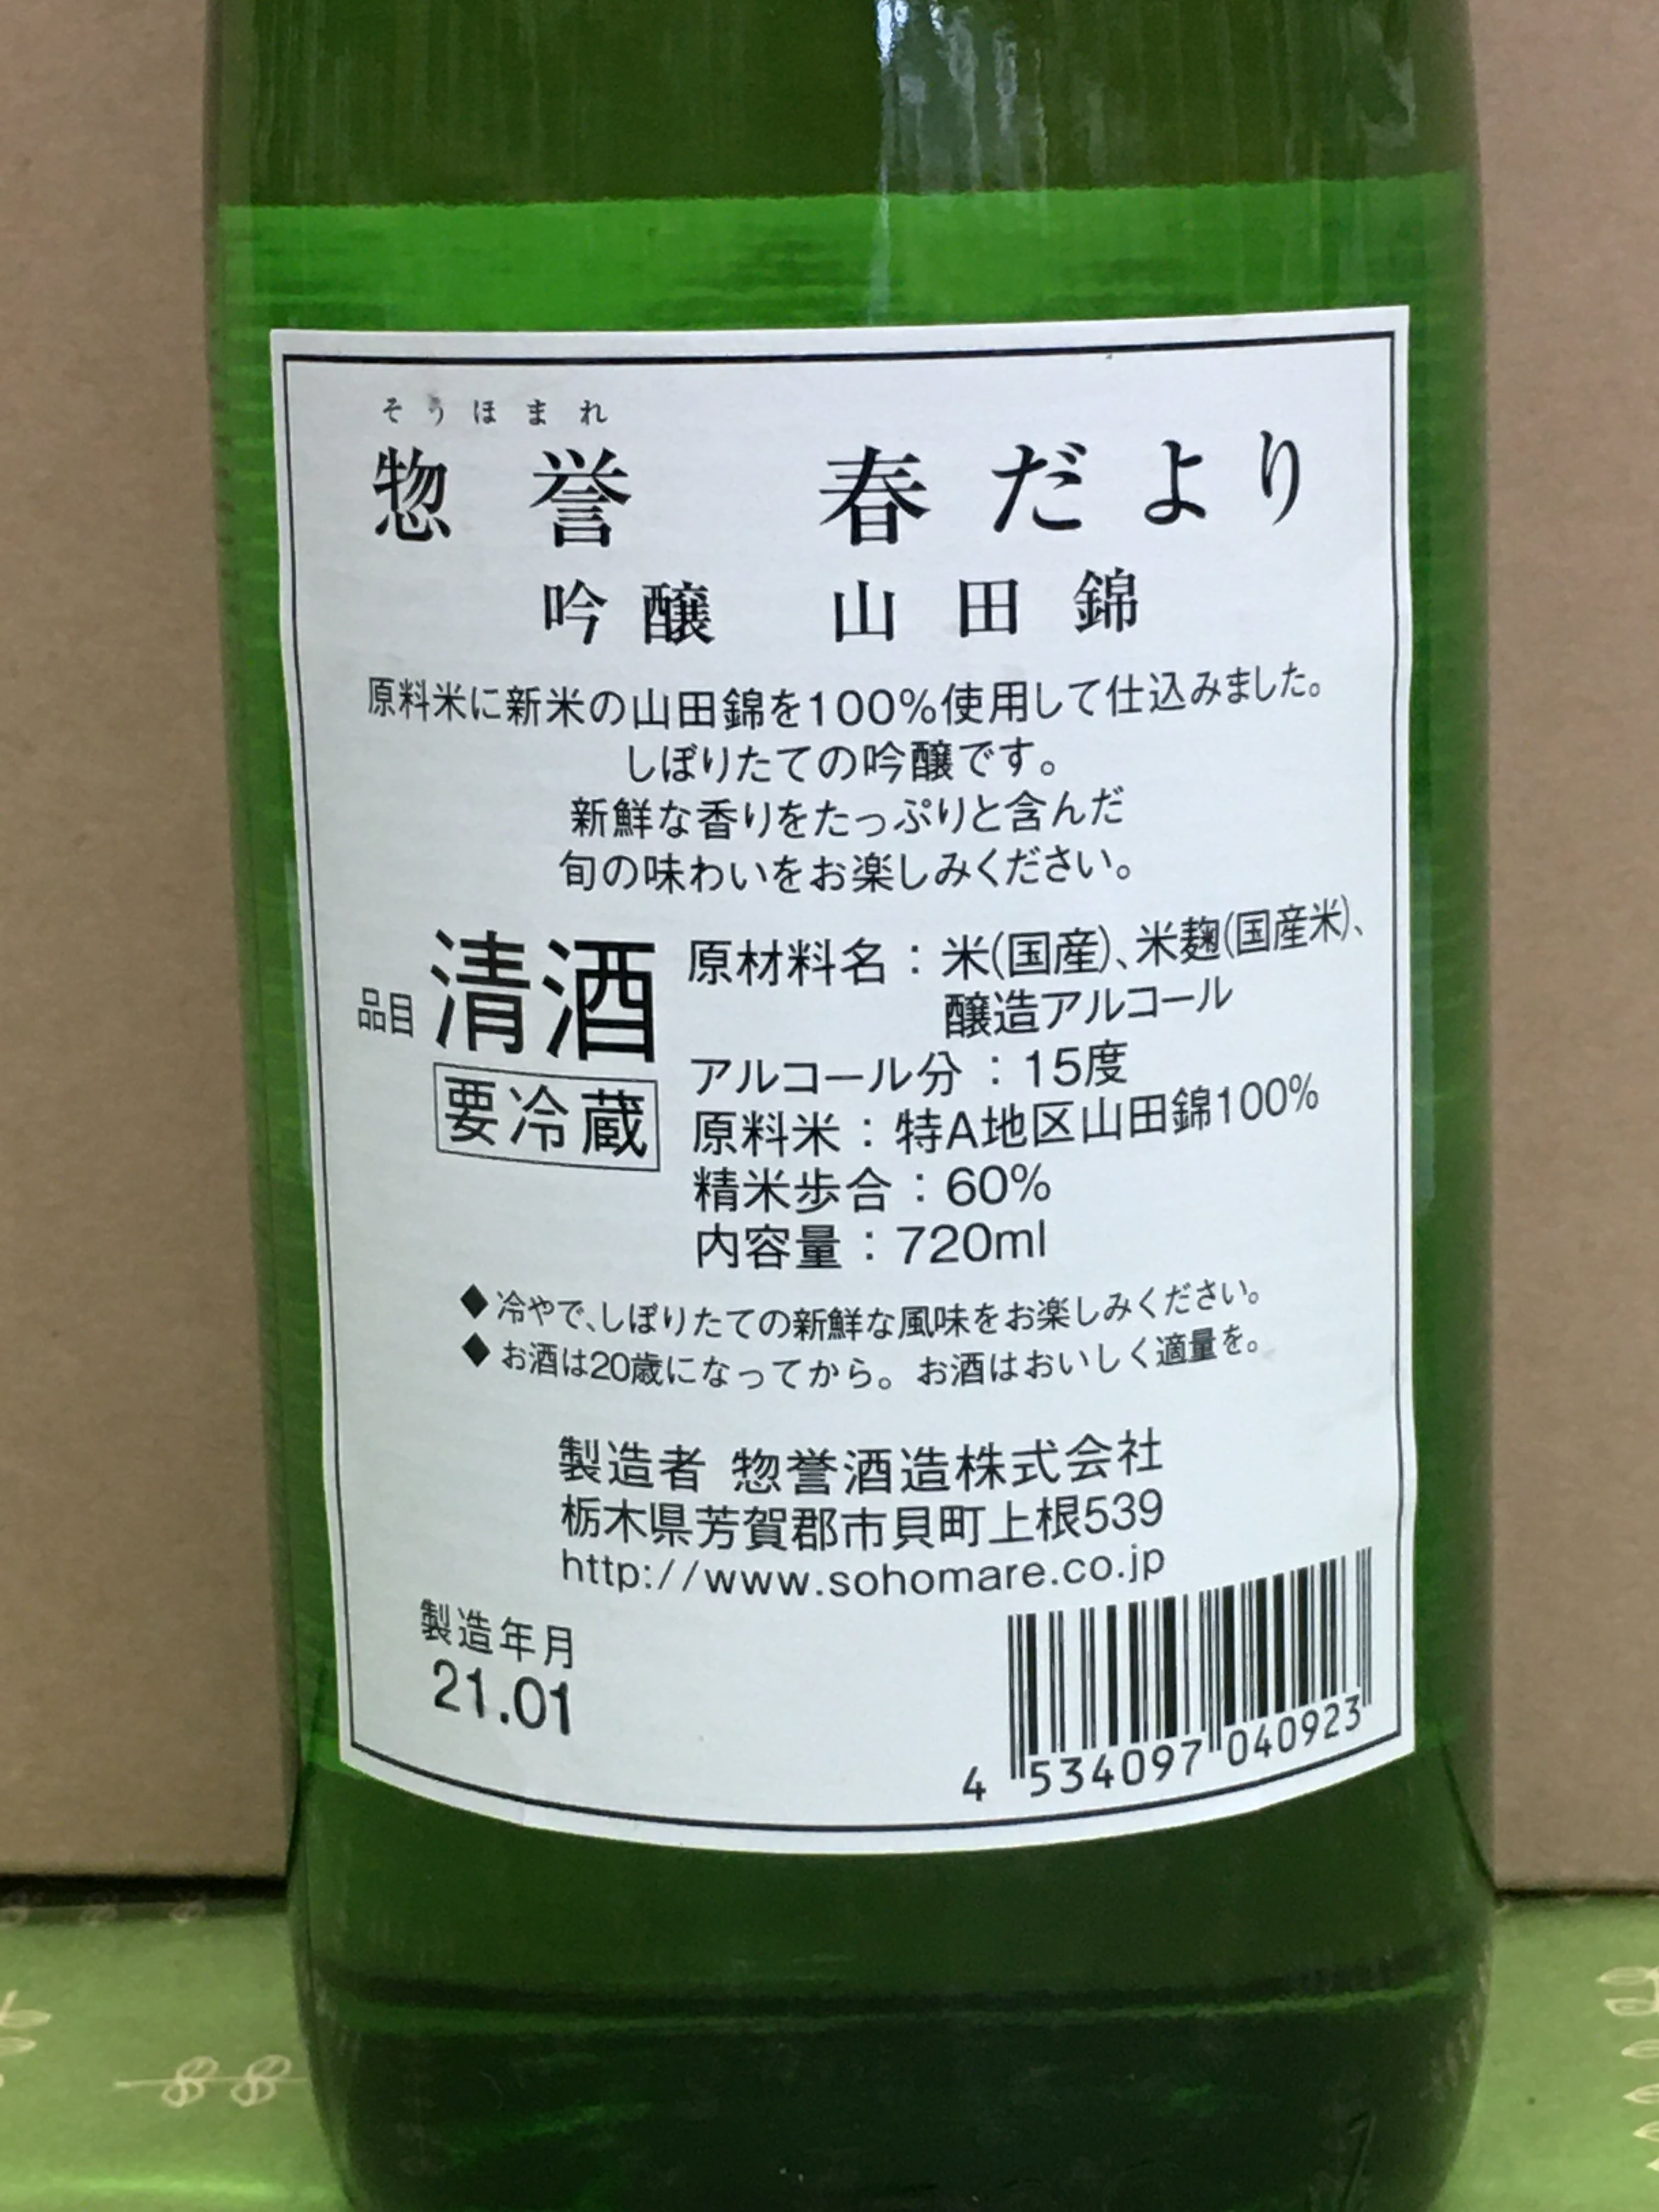 そうほまれ
惣誉 春だより
吟醸 山田錦
原料米に新米の山田錦を100%使用して仕込みました。
しぼりたての吟醸です。
新鮮な香りをたっぷりと含んだ
旬の味わいをお楽しみください。
品目 清酒
要冷蔵
原材料名：米(国産)、米麹(国産米)、
醸造アルコール
アルコール分：15度
原料米：特A地区山田錦100%
精米歩合：60%
内容量：720ml
◆冷やで、しぼりたての新鮮な風味をお楽しみください。
◆お酒は20歳になってから。お酒はおいしく適量を。
製造者 惣誉酒造株式会社
栃木県芳賀郡市貝町上根539
http://www.sohomare.co.jp
製造年月
21.01
4 534097 040923